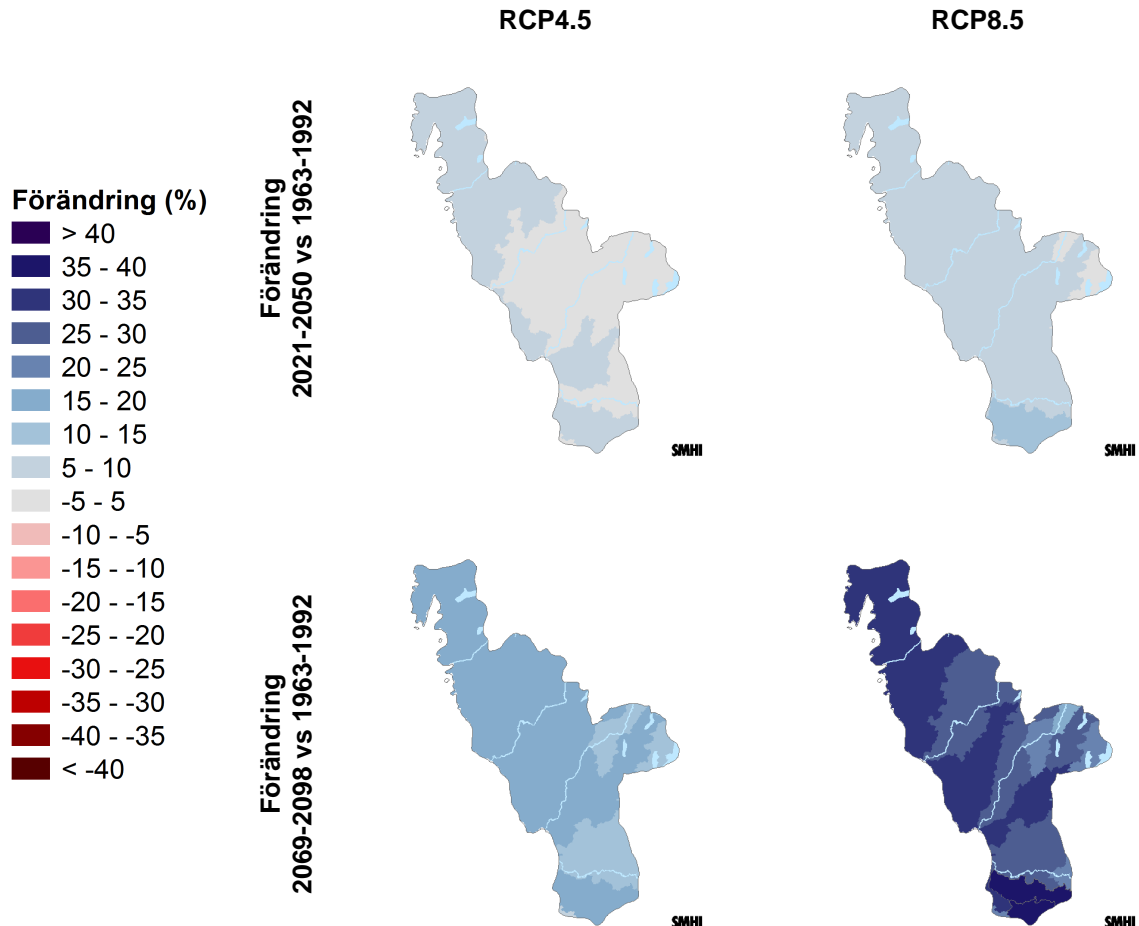 RCP4.5
RCP8.5
Förändring
2021-2050 vs 1963-1992
Förändring (%)
> 40
35 - 40
30 - 35
25 - 30
20 - 25
15 - 20
10 - 15
5 - 10
-5 - 5
-10 - -5
-15 - -10
-20 - -15
-25 - -20
-30 - -25
-35 - -30
-40 - -35
< -40
SMHI
SMHI
Förändring
2069-2098 vs 1963-1992
SMHI
SMHI